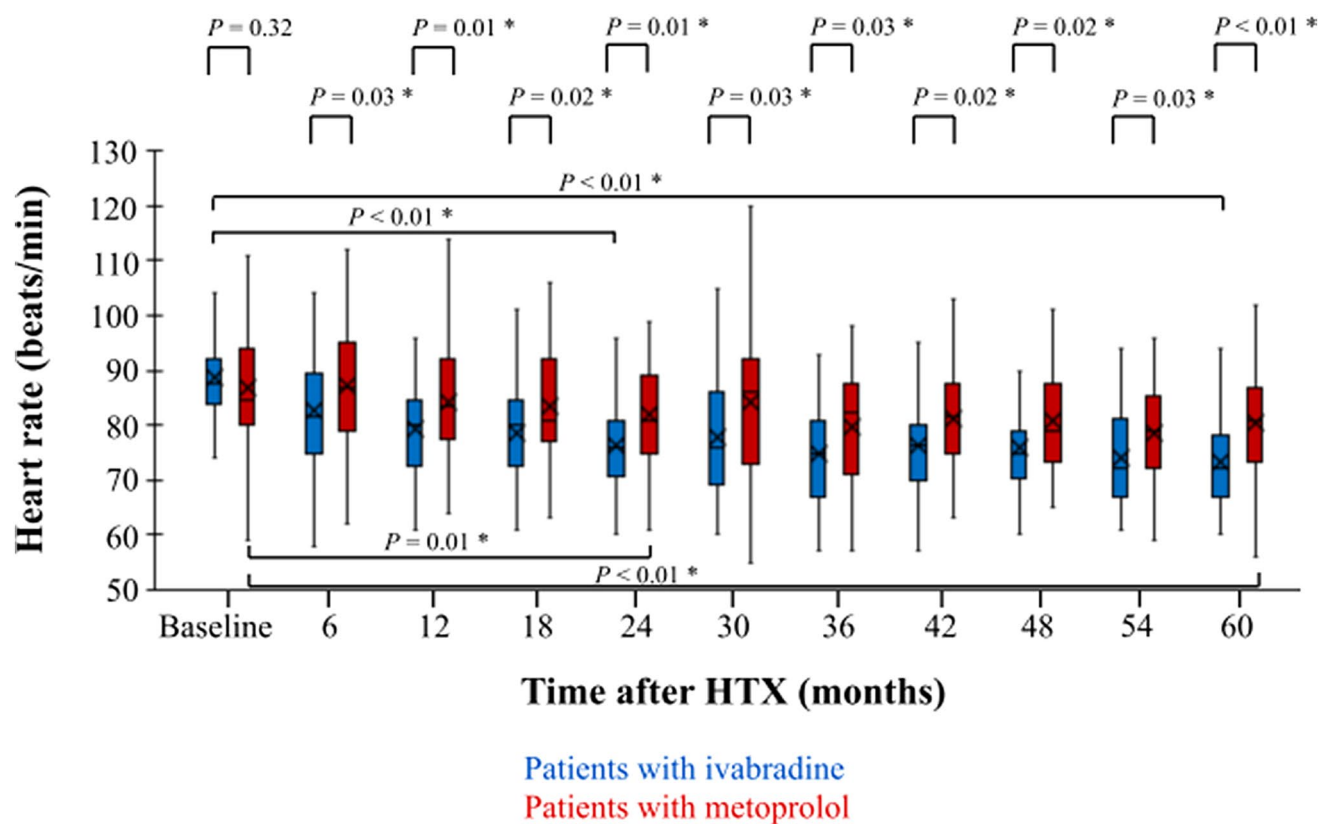 P = 0.32
P = 0.01 *
P = 0.01 *
P = 0.03 *
P = 0.02 *
P < 0.01 *
P = 0.03 *
P = 0.02 *
P = 0.03 *
P = 0.02 *
P = 0.03 *
Heart rate (beats/min)
130
120
110
100
90
80
70
60
50
P < 0.01 *
P < 0.01 *
P = 0.01 *
P < 0.01 *
Baseline 6 12 18 24 30 36 42 48 54 60
Time after HTX (months)
Patients with ivabradine
Patients with metoprolol